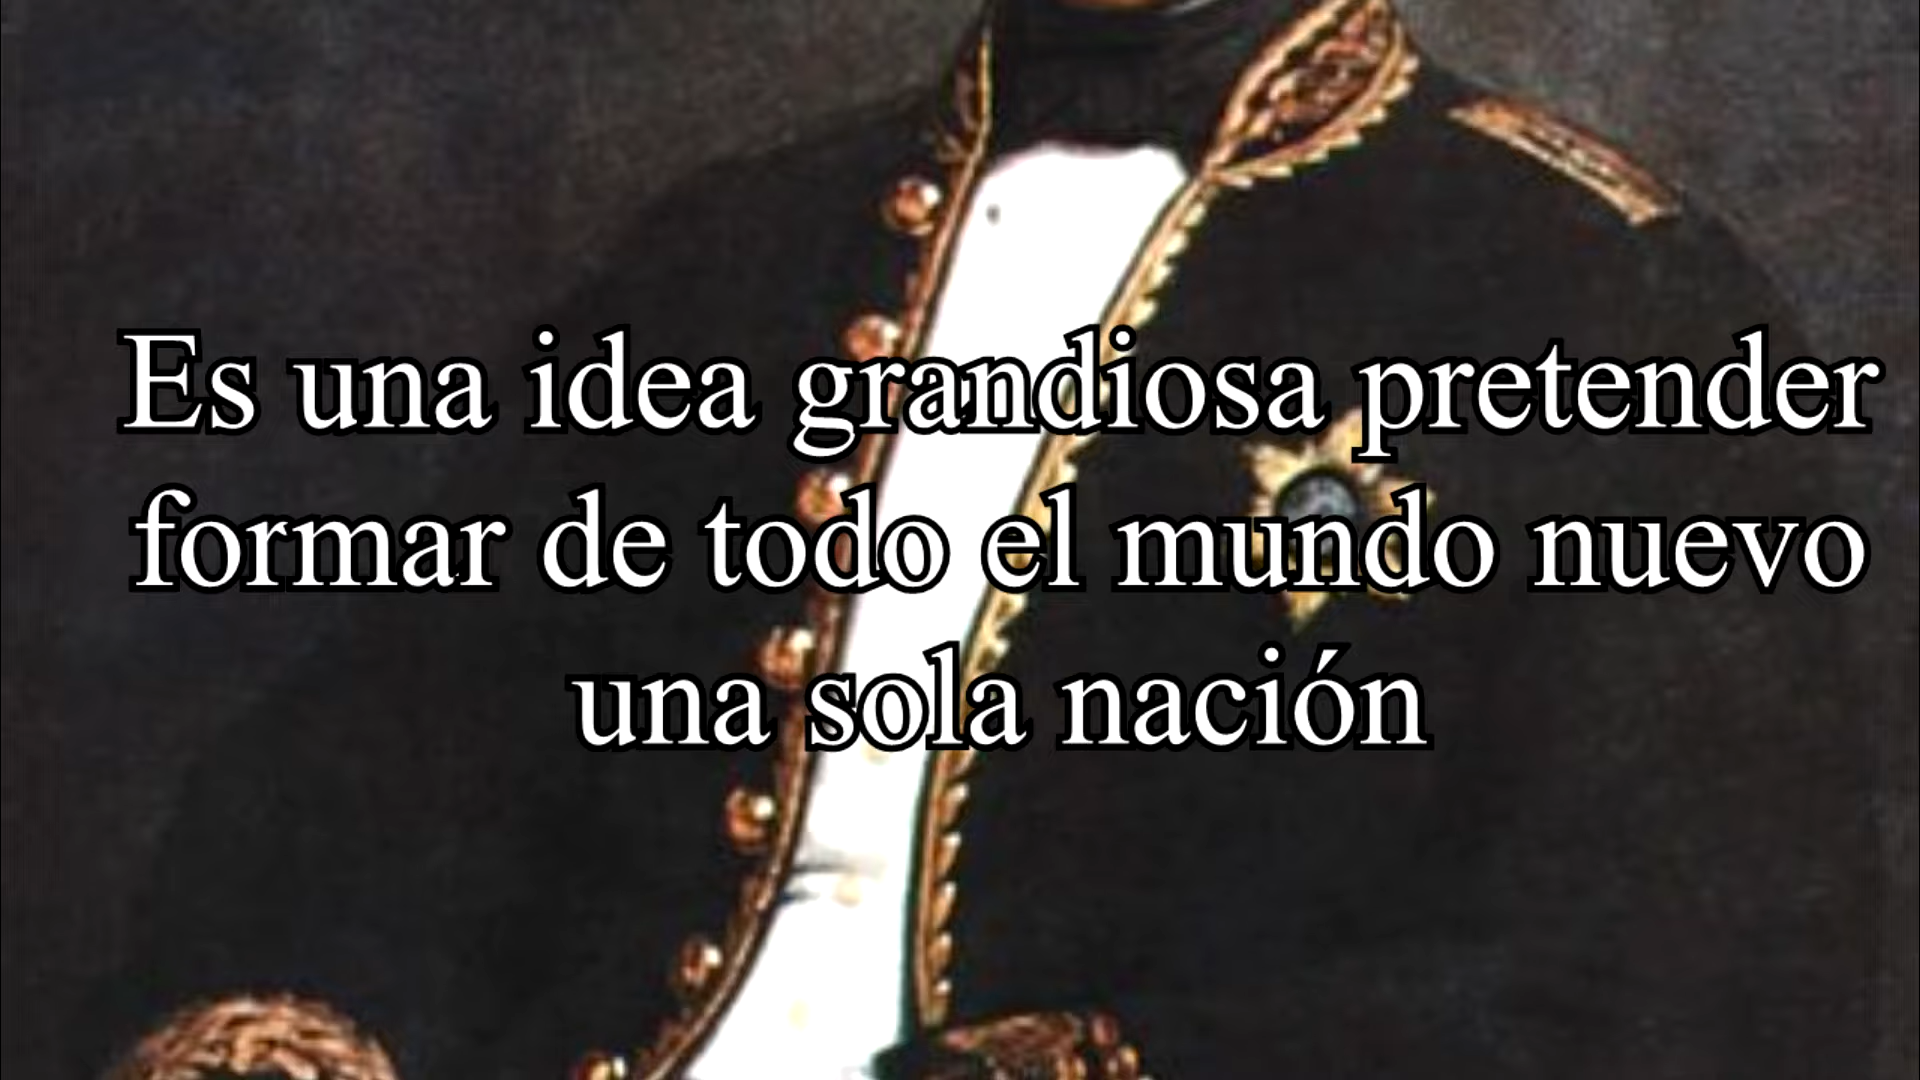 Es una idea grandiosa pretender
formar de todo el mundo nuevo
una sola nación